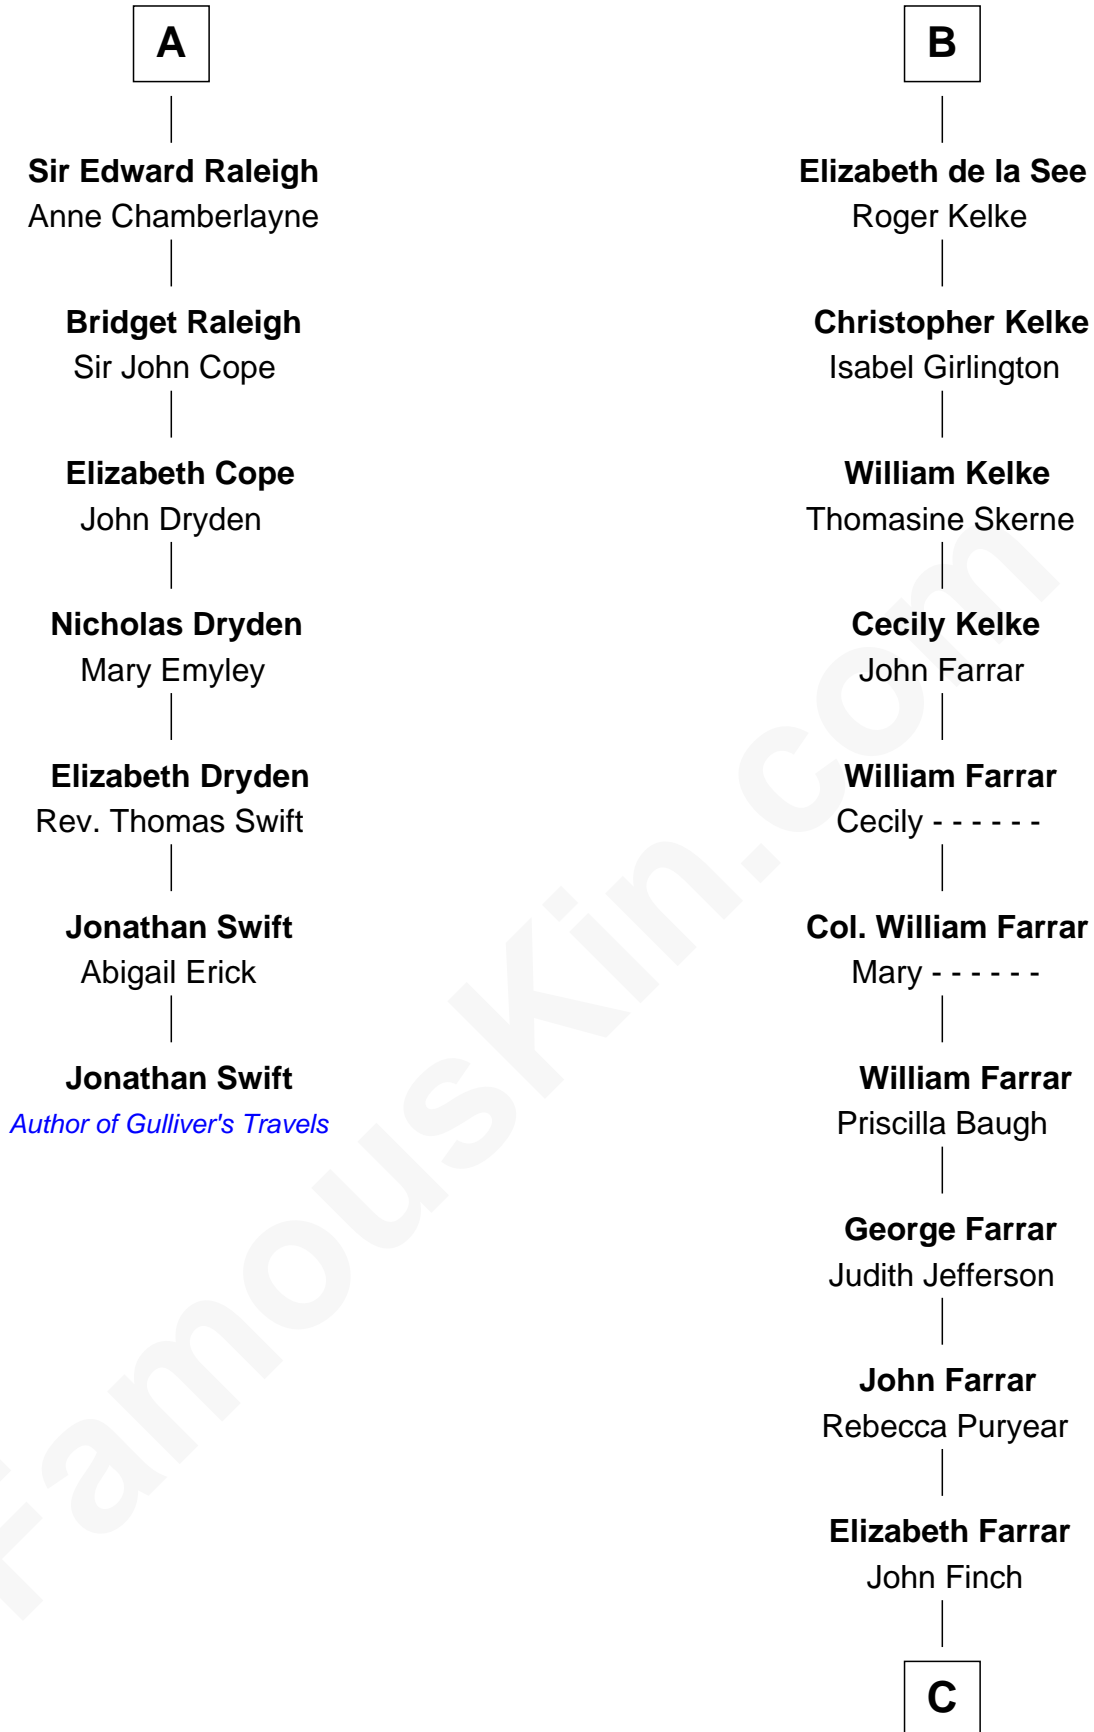 A
Sir Edward Raleigh
Anne Chamberlayne
Bridget Raleigh
Sir John Cope
Elizabeth Cope
John Dryden
Nicholas Dryden
Mary Emyley
Elizabeth Dryden
Rev. Thomas Swift
Jonathan Swift
Abigail Erick
Jonathan Swift
Author of Gulliver's Travels
B
Elizabeth de la See
Roger Kelke
Christopher Kelke
Isabel Girlington
William Kelke
Thomasine Skerne
Cecily Kelke
John Farrar
William Farrar
Cecily - - - - - -
Col. William Farrar
Mary - - - - - -
William Farrar
Priscilla Baugh
George Farrar
Judith Jefferson
John Farrar
Rebecca Puryear
Elizabeth Farrar
John Finch
C
FamousKin.com